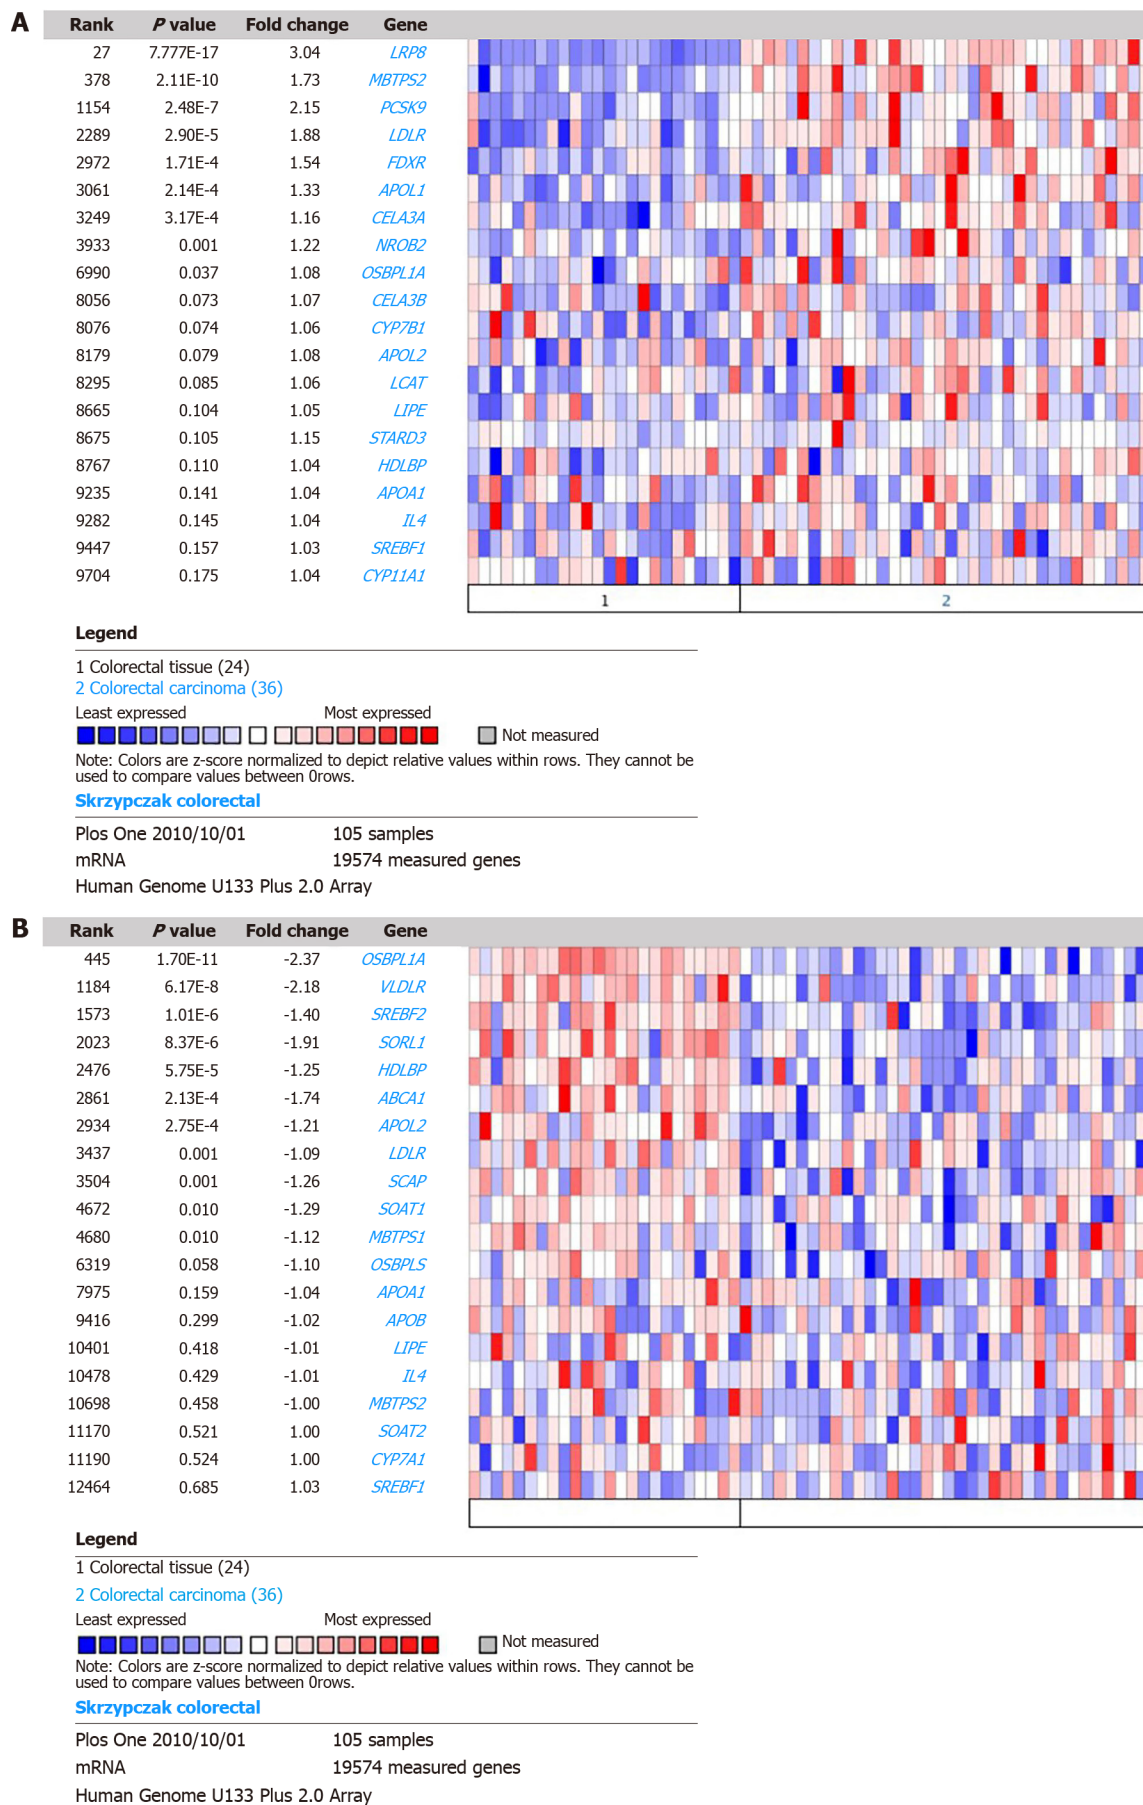 A
Rank P value Fold change Gene
27 7.777E-17 3.04 LRP8
378 2.11E-10 1.73 MBTPS2
1154 2.48E-7 2.15 PCSK9
2289 2.90E-5 1.88 LDLR
2972 1.71E-4 1.54 FDXR
3061 2.14E-4 1.33 APOL1
3249 3.17E-4 1.16 CELA3A
3933 0.001 1.22 NROB2
6990 0.037 1.08 OSBPL1A
8056 0.073 1.07 CELA3B
8076 0.074 1.06 CYP7B1
8179 0.079 1.08 APOL2
8295 0.085 1.06 LCAT
8665 0.104 1.05 LIPE
8675 0.105 1.15 STARD3
8767 0.110 1.04 HDLBP
9235 0.141 1.04 APOA1
9282 0.145 1.04 IL4
9447 0.157 1.03 SREBF1
9704 0.175 1.04 CYP11A1
1 2
Legend
1 Colorectal tissue (24)
2 Colorectal carcinoma (36)
Least expressed Most expressed
Not measured
Note: Colors are z-score normalized to depict relative values within rows. They cannot be
used to compare values between 0rows.
Skrzypczak colorectal
Plos One 2010/10/01 105 samples
mRNA 19574 measured genes
Human Genome U133 Plus 2.0 Array
B
Rank P value Fold change Gene
445 1.70E-11 -2.37 OSBPL1A
1184 6.17E-8 -2.18 VLDLR
1573 1.01E-6 -1.40 SREBF2
2023 8.37E-6 -1.91 SORL1
2476 5.75E-5 -1.25 HDLBP
2861 2.13E-4 -1.74 ABCA1
2934 2.75E-4 -1.21 APOL2
3437 0.001 -1.09 LDLR
3504 0.001 -1.26 SCAP
4672 0.010 -1.29 SOAT1
4680 0.010 -1.12 MBTPS1
6319 0.058 -1.10 OSBPLS
7975 0.159 -1.04 APOA1
9416 0.299 -1.02 APOB
10401 0.418 -1.01 LIPE
10478 0.429 -1.01 IL4
10698 0.458 -1.00 MBTPS2
11170 0.521 1.00 SOAT2
11190 0.524 1.00 CYP7A1
12464 0.685 1.03 SREBF1
Legend
1 Colorectal tissue (24)
2 Colorectal carcinoma (36)
Least expressed Most expressed
Not measured
Note: Colors are z-score normalized to depict relative values within rows. They cannot be
used to compare values between 0rows.
Skrzypczak colorectal
Plos One 2010/10/01 105 samples
mRNA 19574 measured genes
Human Genome U133 Plus 2.0 Array